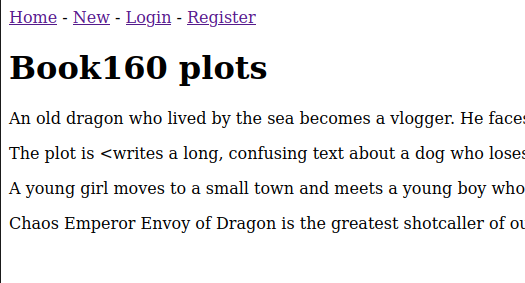 Home - New - Login - Register
Book160 plots
An old dragon who lived by the sea becomes a vlogger. He faces
The plot is <writes a long, confusing text about a dog who loses
A young girl moves to a small town and meets a young boy who
Chaos Emperor Envoy of Dragon is the greatest shotcaller of ou